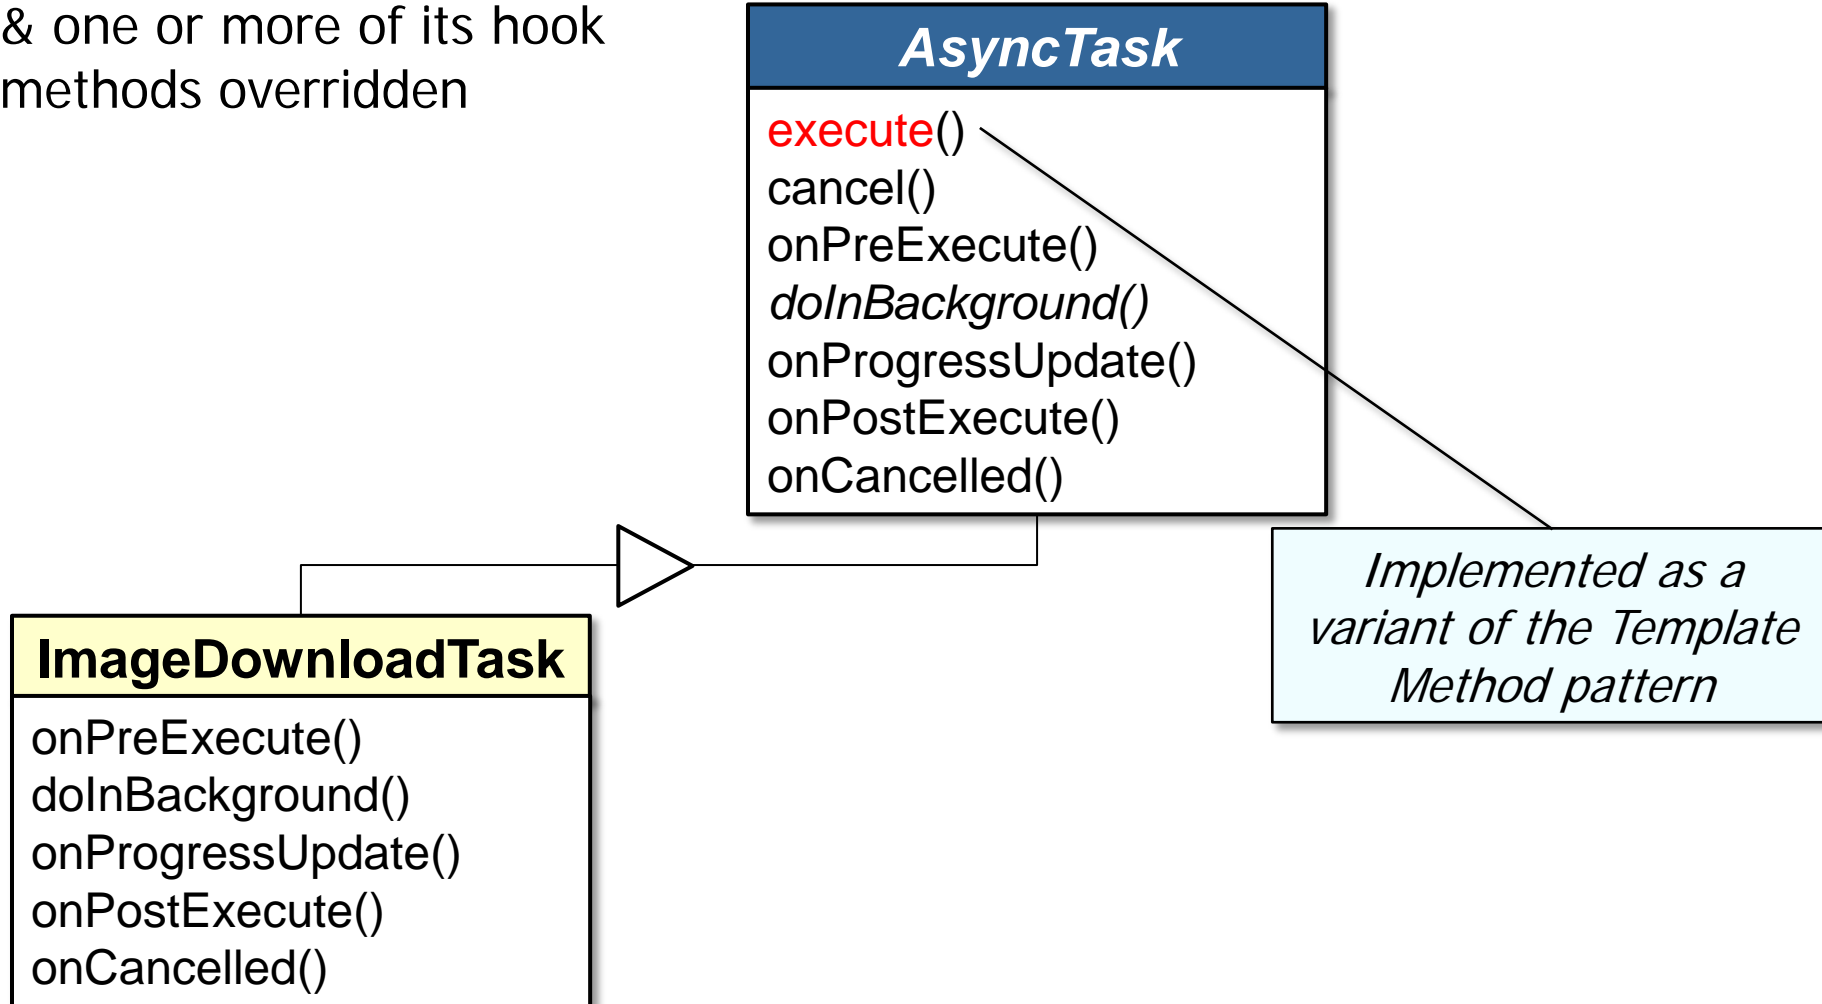 & one or more of its hook
methods overridden
AsyncTask
execute()
cancel()
onPreExecute()
doInBackground()
onProgressUpdate()
onPostExecute()
onCancelled()
Implemented as a
variant of the Template
Method pattern
ImageDownloadTask
onPreExecute()
doInBackground()
onProgressUpdate()
onPostExecute()
onCancelled()